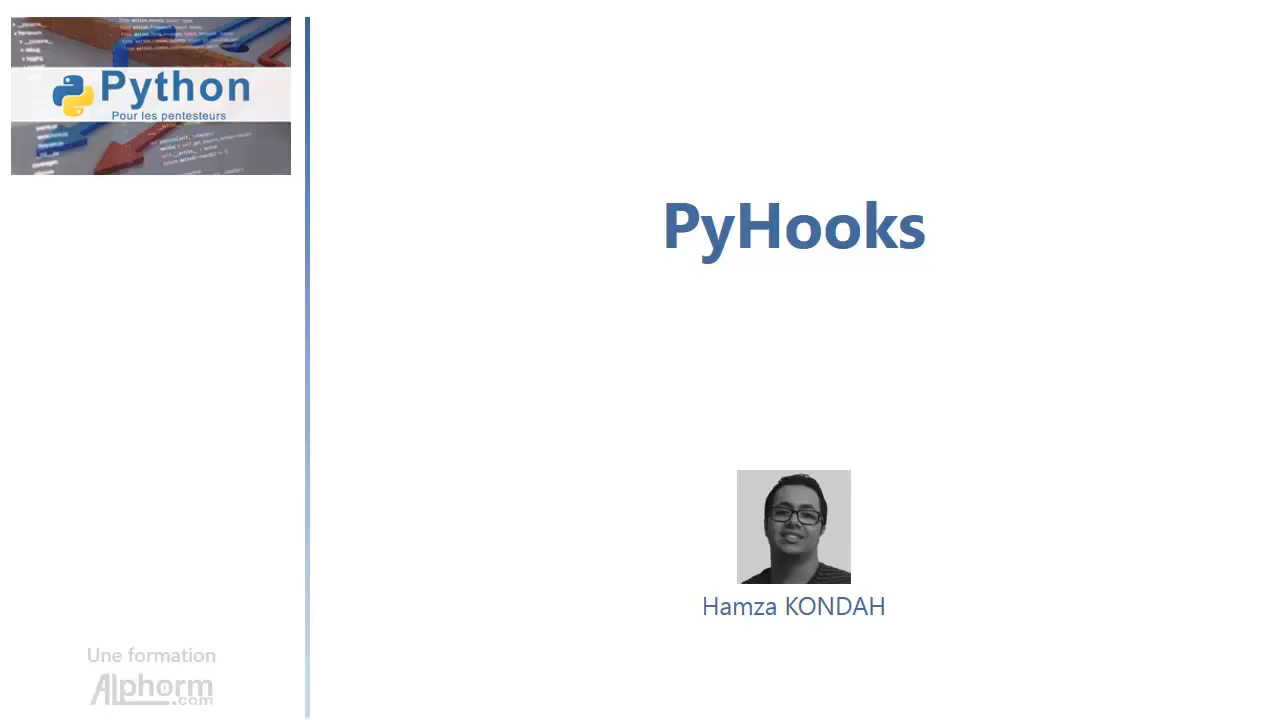 Python
Pour les pentesteurs
PyHooks
Hamza KONDAH
Une formation
Alphorm
.com